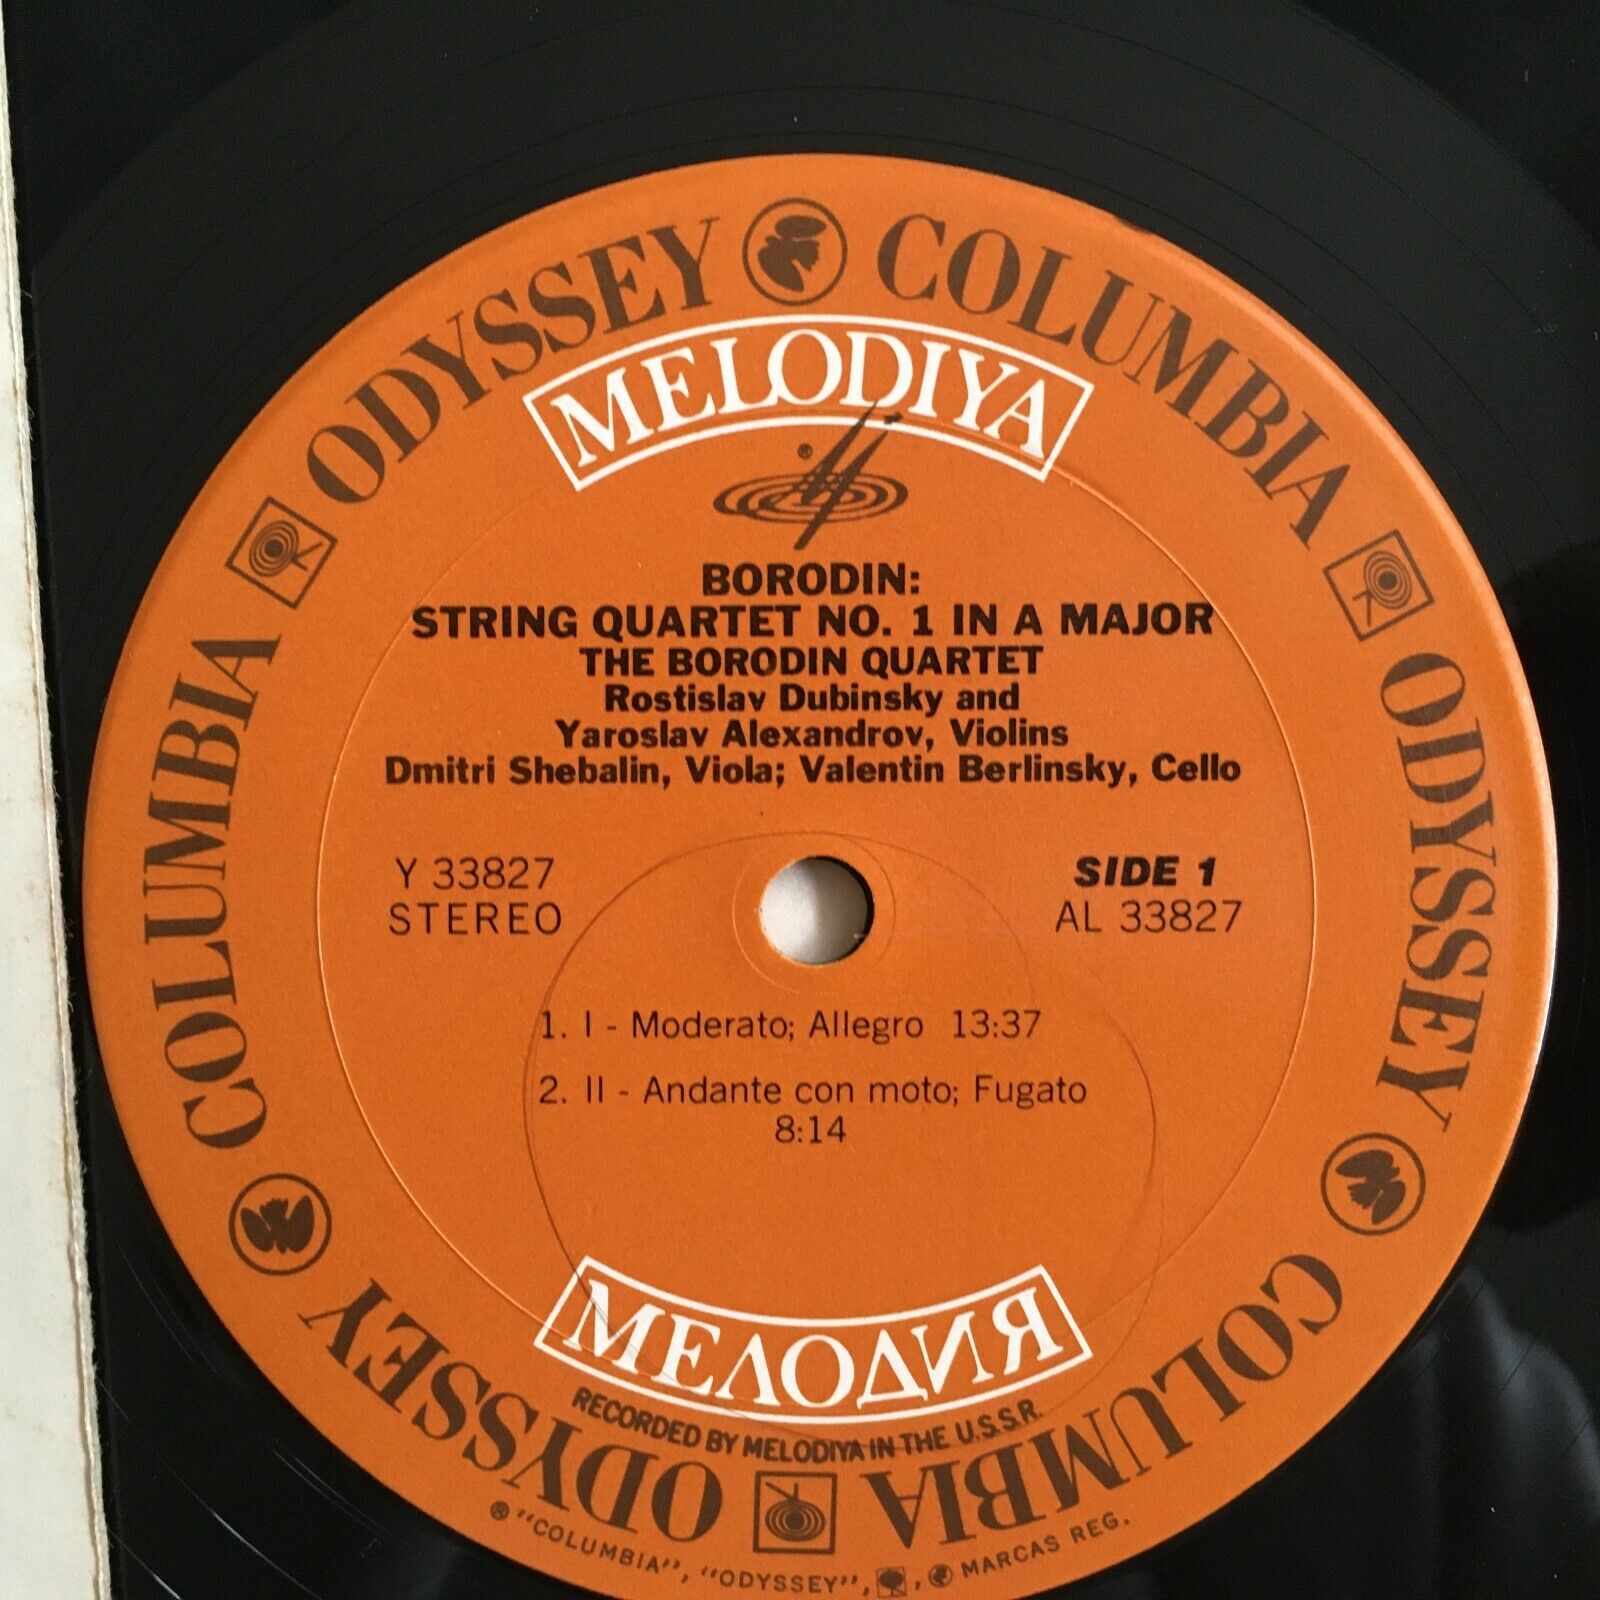 ODYSSEY COLUMBIA ODYSSEY COLUMBIA ODYSSEY COLUMBIA
MELODIYA
®
BORODIN:
STRING QUARTET NO. 1 IN A MAJOR
THE BORODIN QUARTET
Rostislav Dubinsky and
Yaroslav Alexandrov, Violins
Dmitri Shebalin, Viola; Valentin Berlinsky, Cello
Y 33827
STEREO
SIDE 1
AL 33827
1. I - Moderato; Allegro 13:37
2. II - Andante con moto; Fugato
8:14
МЕЛОДИЯ
RECORDED BY MELODIYA IN THE U.S.S.R.
® "COLUMBIA", "ODYSSEY", , MARCAS REG.